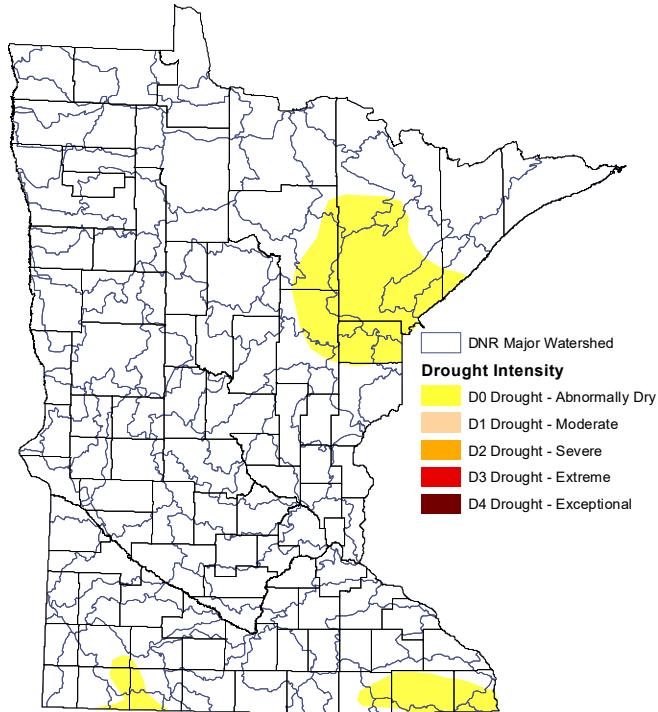 DNR Major Watershed
Drought Intensity
D0 Drought - Abnormally Dry
D1 Drought - Moderate
D2 Drought - Severe
D3 Drought - Extreme
D4 Drought - Exceptional